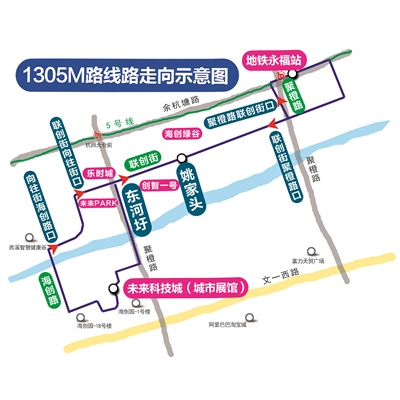 1305M路线路走向示意图
地铁永福站
余杭塘路
聚橙路
5号线
杭师大仓前
联创街向往街口
海创绿谷
聚橙路联创街口
联创街
乐时城
创智一号
姚家头
联创街聚橙路口
聚橙路
向往街海创路口
未来PARK
东河圩
西溪智慧健康谷
聚橙路
海创路
未来科技城（城市展馆）
文一西路
富力天贸广场
海创园-1号楼
海创园-18号楼
阿里巴巴淘宝城